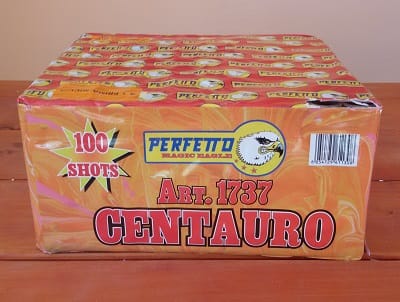 100
SHOTS
PERFETTO
MAGIC EAGLE
ART. 1737
CENTAURO